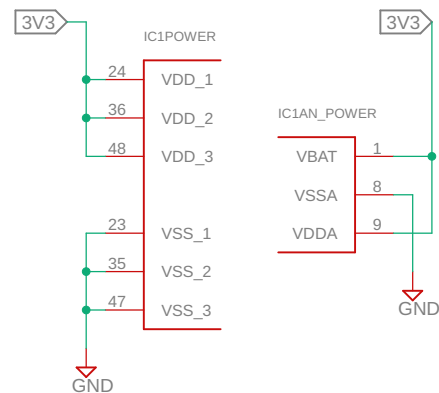 3V3
3V3
IC1POWER
24 VDD_1
36 VDD_2
48 VDD_3
23 VSS_1
35 VSS_2
47 VSS_3
GND
IC1AN_POWER
VBAT 1
VSSA 8
VDDA 9
GND